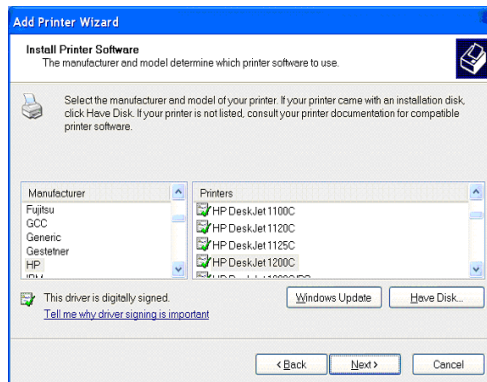 Add Printer Wizard
Install Printer Software
The manufacturer and model determine which printer software to use.
Select the manufacturer and model of your printer. If your printer came with an installation disk,
click Have Disk. If your printer is not listed, consult your printer documentation for compatible
printer software.
Manufacturer
Fujitsu
GCC
Generic
Gestetner
HP
IBM
Printers
HP DeskJet 1100C
HP DeskJet 1120C
HP DeskJet 1125C
HP DeskJet 1200C
This driver is digitally signed.
Tell me why driver signing is important
Windows Update
Have Disk...
< Back
Next >
Cancel